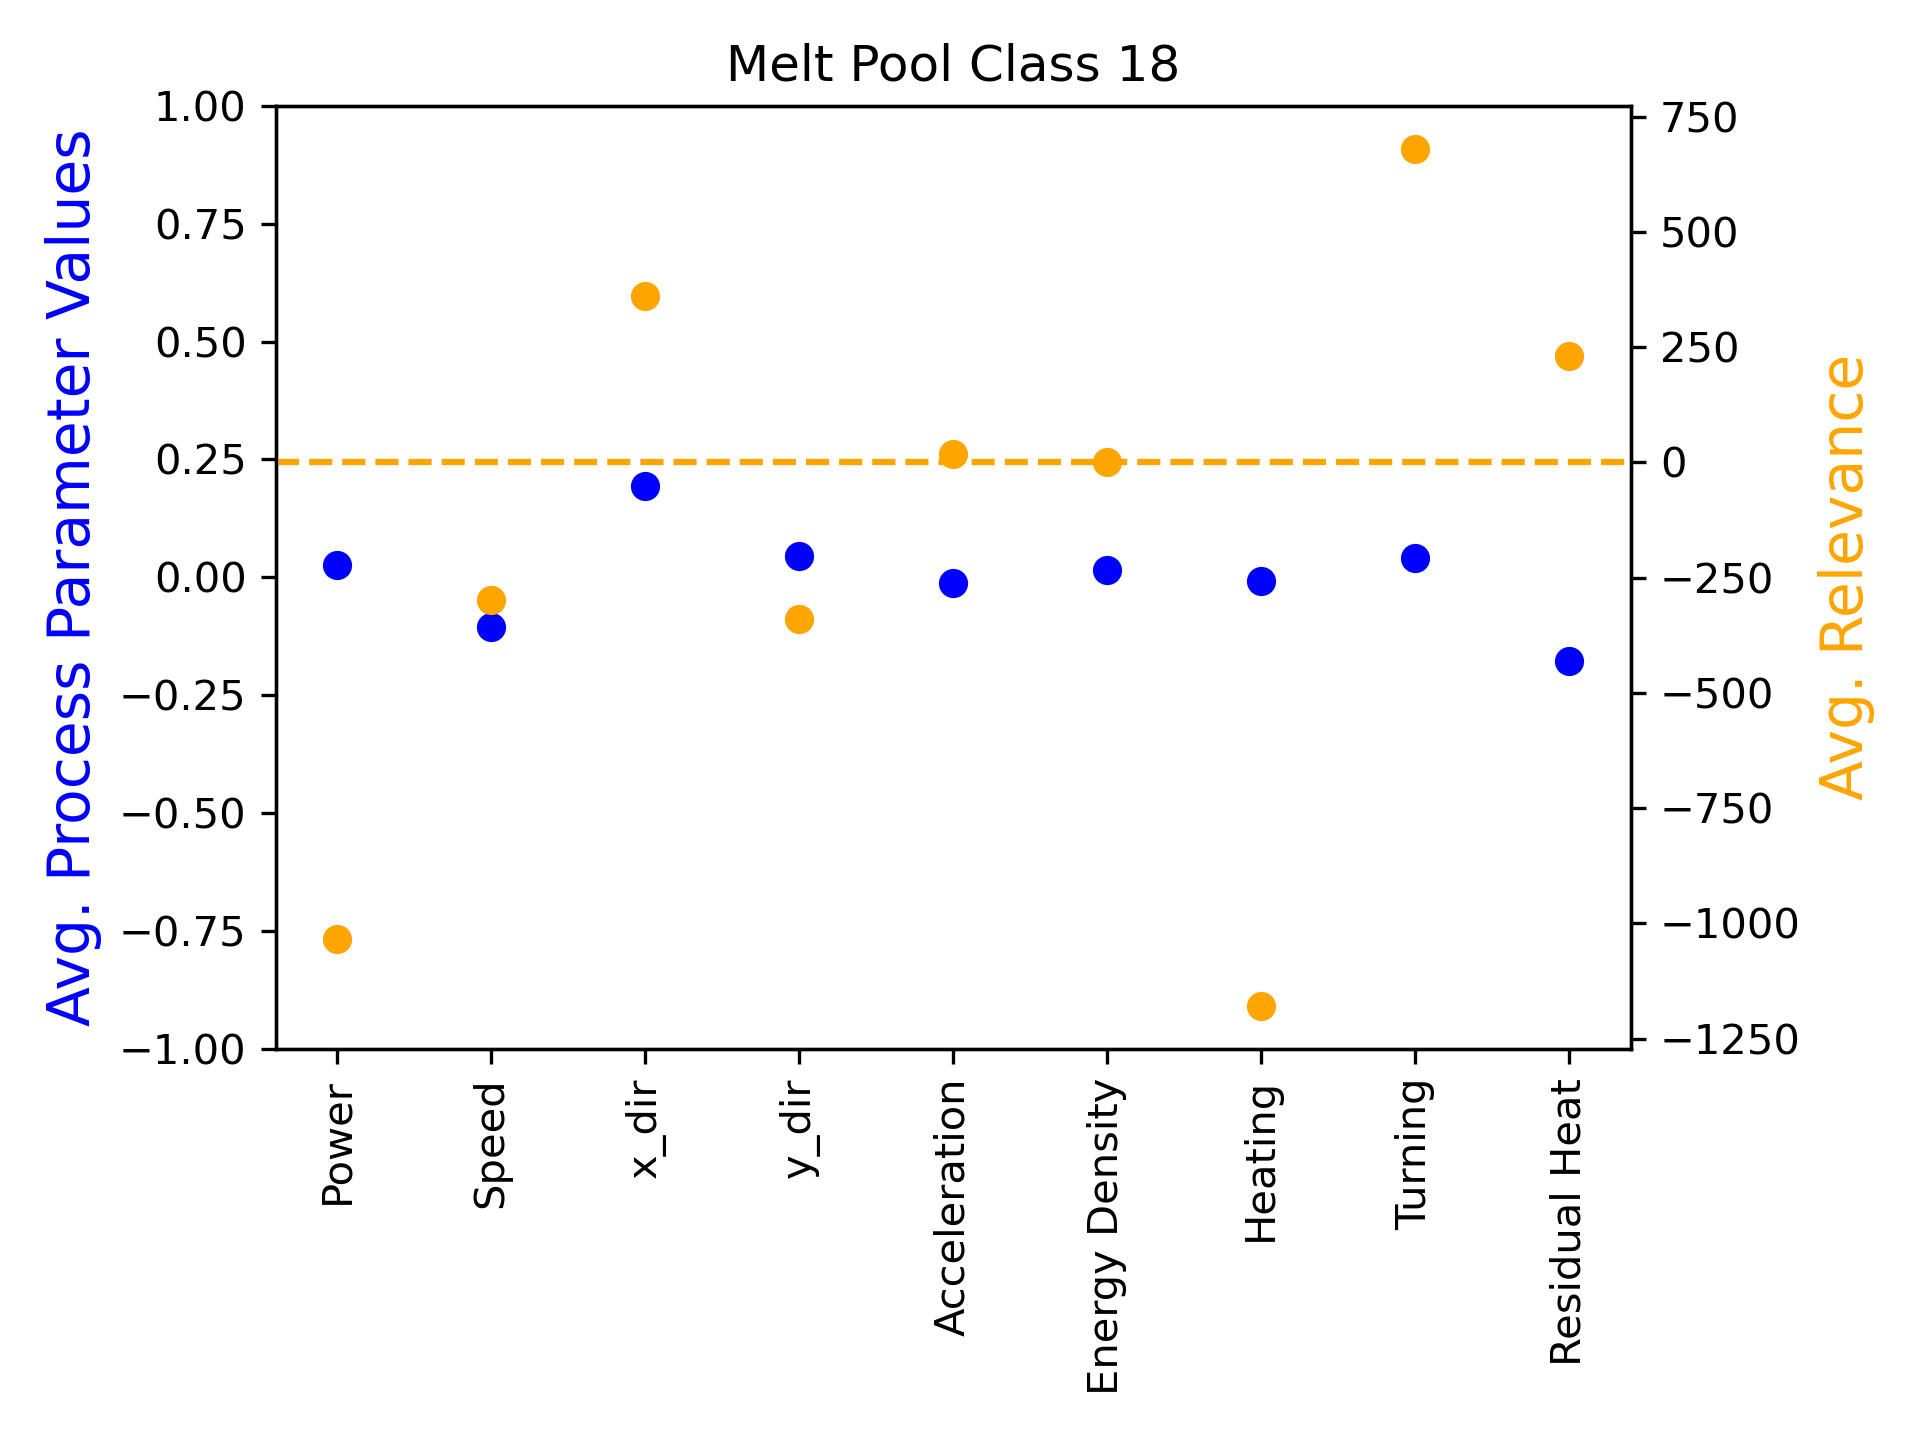 Melt Pool Class 18
Avg. Process Parameter Values
1.00
0.75
0.50
0.25
0.00
−0.25
−0.50
−0.75
−1.00
750
500
250
0
−250
−500
−750
−1000
−1250
Avg. Relevance
Power
Speed
x_dir
y_dir
Acceleration
Energy Density
Heating
Turning
Residual Heat